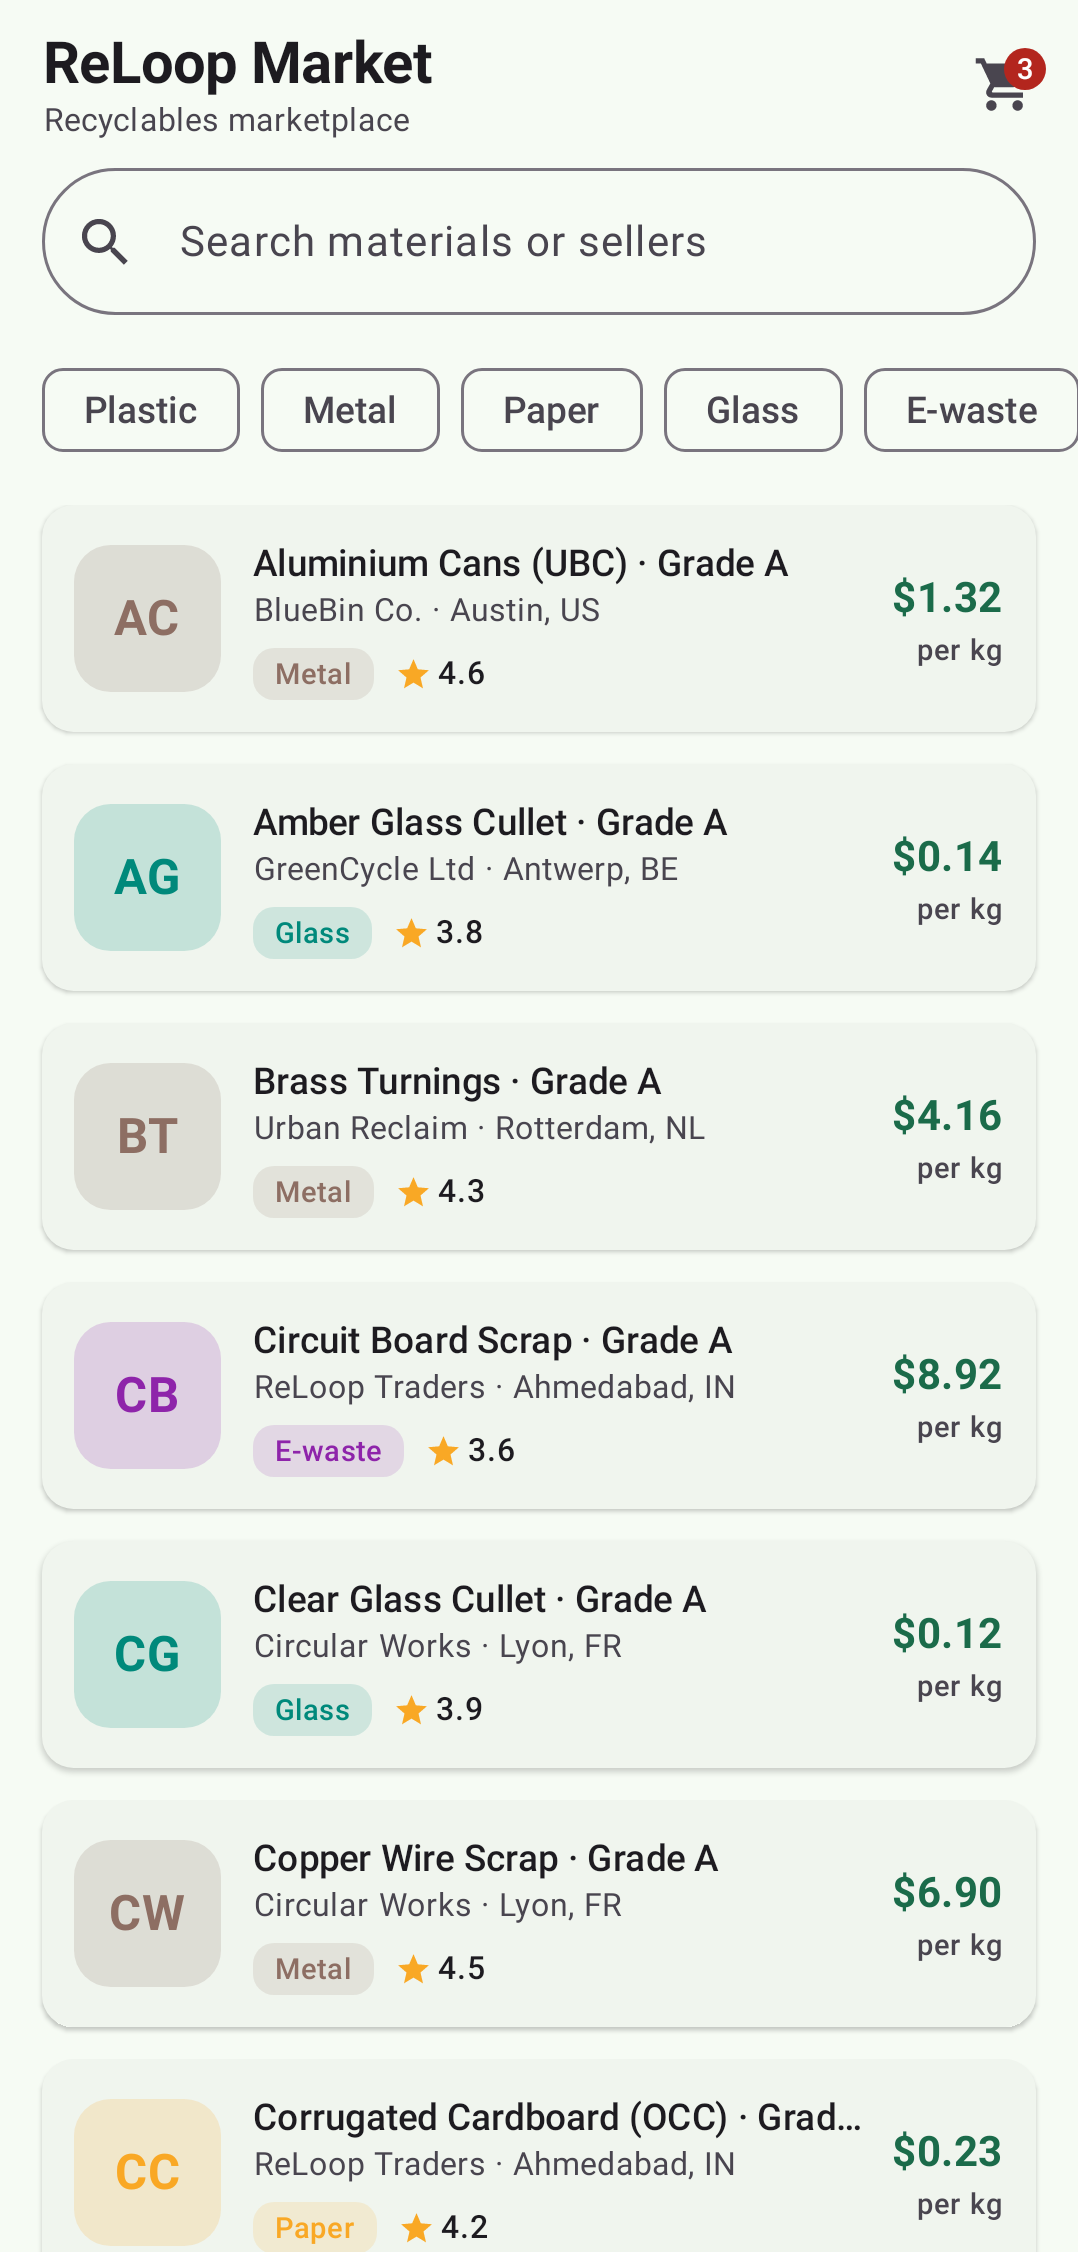 ReLoop Market
Recyclables marketplace
3
Search materials or sellers
Plastic
Metal
Paper
Glass
E-waste
AC
Aluminium Cans (UBC) · Grade A
BlueBin Co. · Austin, US
Metal
4.6
$1.32
per kg
AG
Amber Glass Cullet · Grade A
GreenCycle Ltd · Antwerp, BE
Glass
3.8
$0.14
per kg
BT
Brass Turnings · Grade A
Urban Reclaim · Rotterdam, NL
Metal
4.3
$4.16
per kg
CB
Circuit Board Scrap · Grade A
ReLoop Traders · Ahmedabad, IN
E-waste
3.6
$8.92
per kg
CG
Clear Glass Cullet · Grade A
Circular Works · Lyon, FR
Glass
3.9
$0.12
per kg
CW
Copper Wire Scrap · Grade A
Circular Works · Lyon, FR
Metal
4.5
$6.90
per kg
CC
Corrugated Cardboard (OCC) · Grad...
ReLoop Traders · Ahmedabad, IN
Paper
4.2
$0.23
per kg